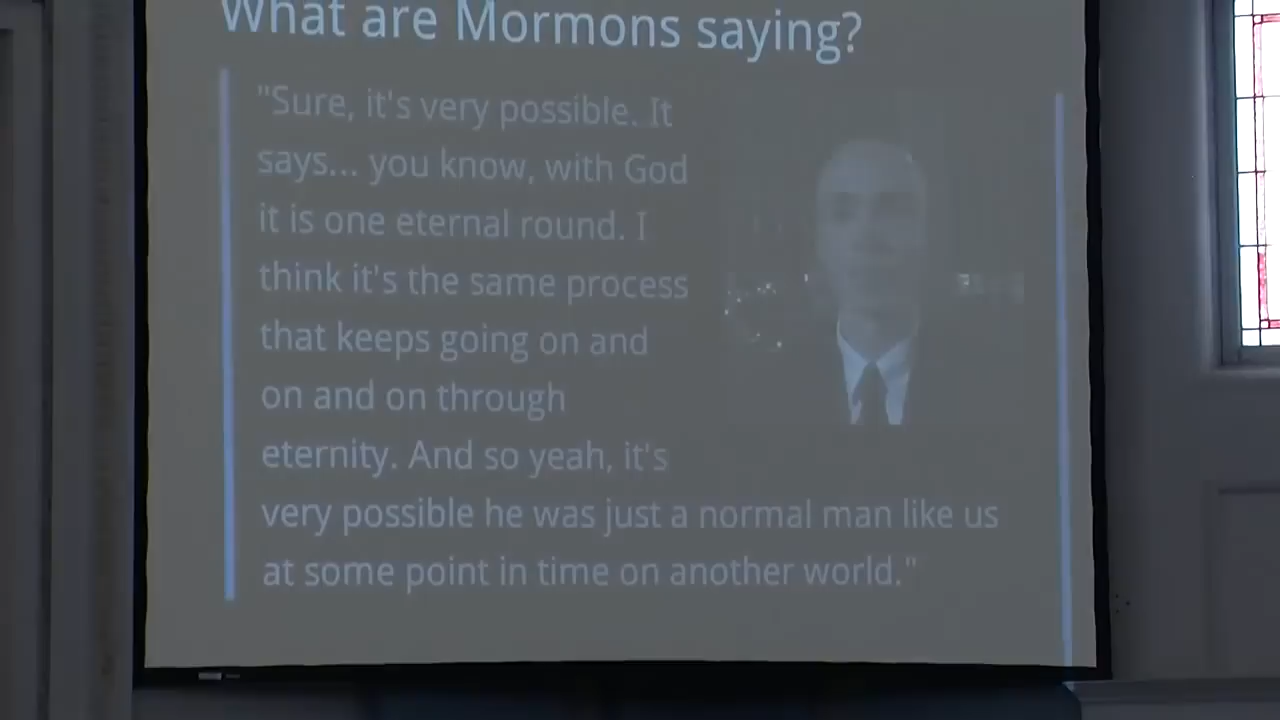 What are Mormons saying?
"Sure, it's very possible. It
says... you know, with God
it is one eternal round. I
think it's the same process
that keeps going on and
on and on through
eternity. And so yeah, it's
very possible he was just a normal man like us
at some point in time on another world."